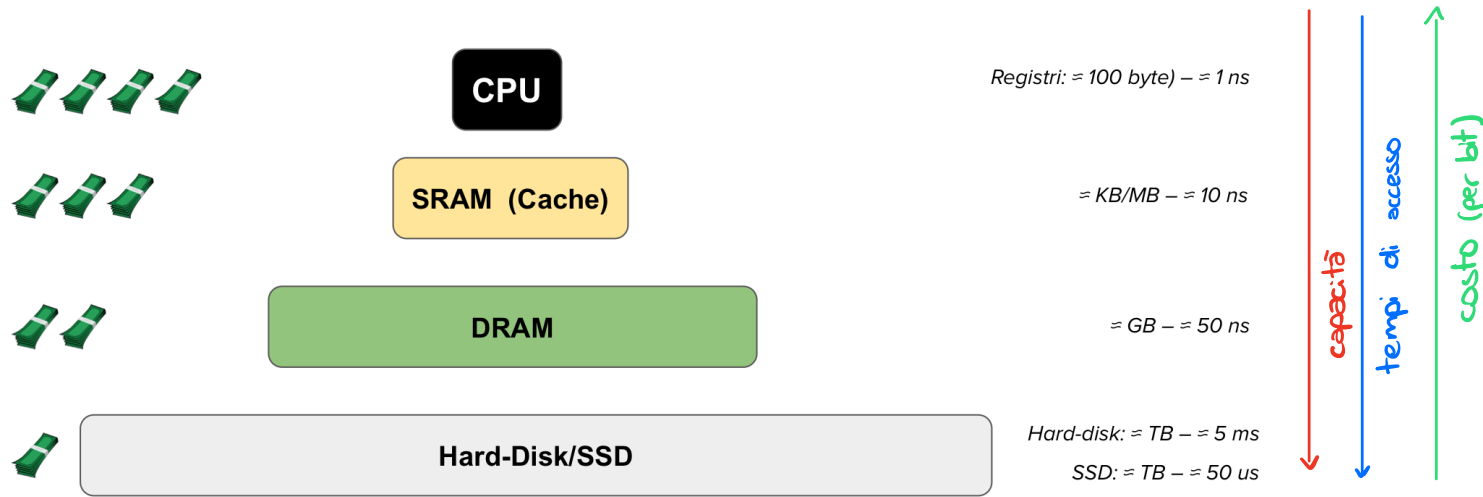 CPU
Registri: ≈ 100 byte) – ≈ 1 ns
SRAM (Cache)
≈ KB/MB – ≈ 10 ns
DRAM
≈ GB – ≈ 50 ns
Hard-Disk/SSD
Hard-disk: ≈ TB – ≈ 5 ms
SSD: ≈ TB – ≈ 50 us
capacità
tempi di accesso
costo (per bit)